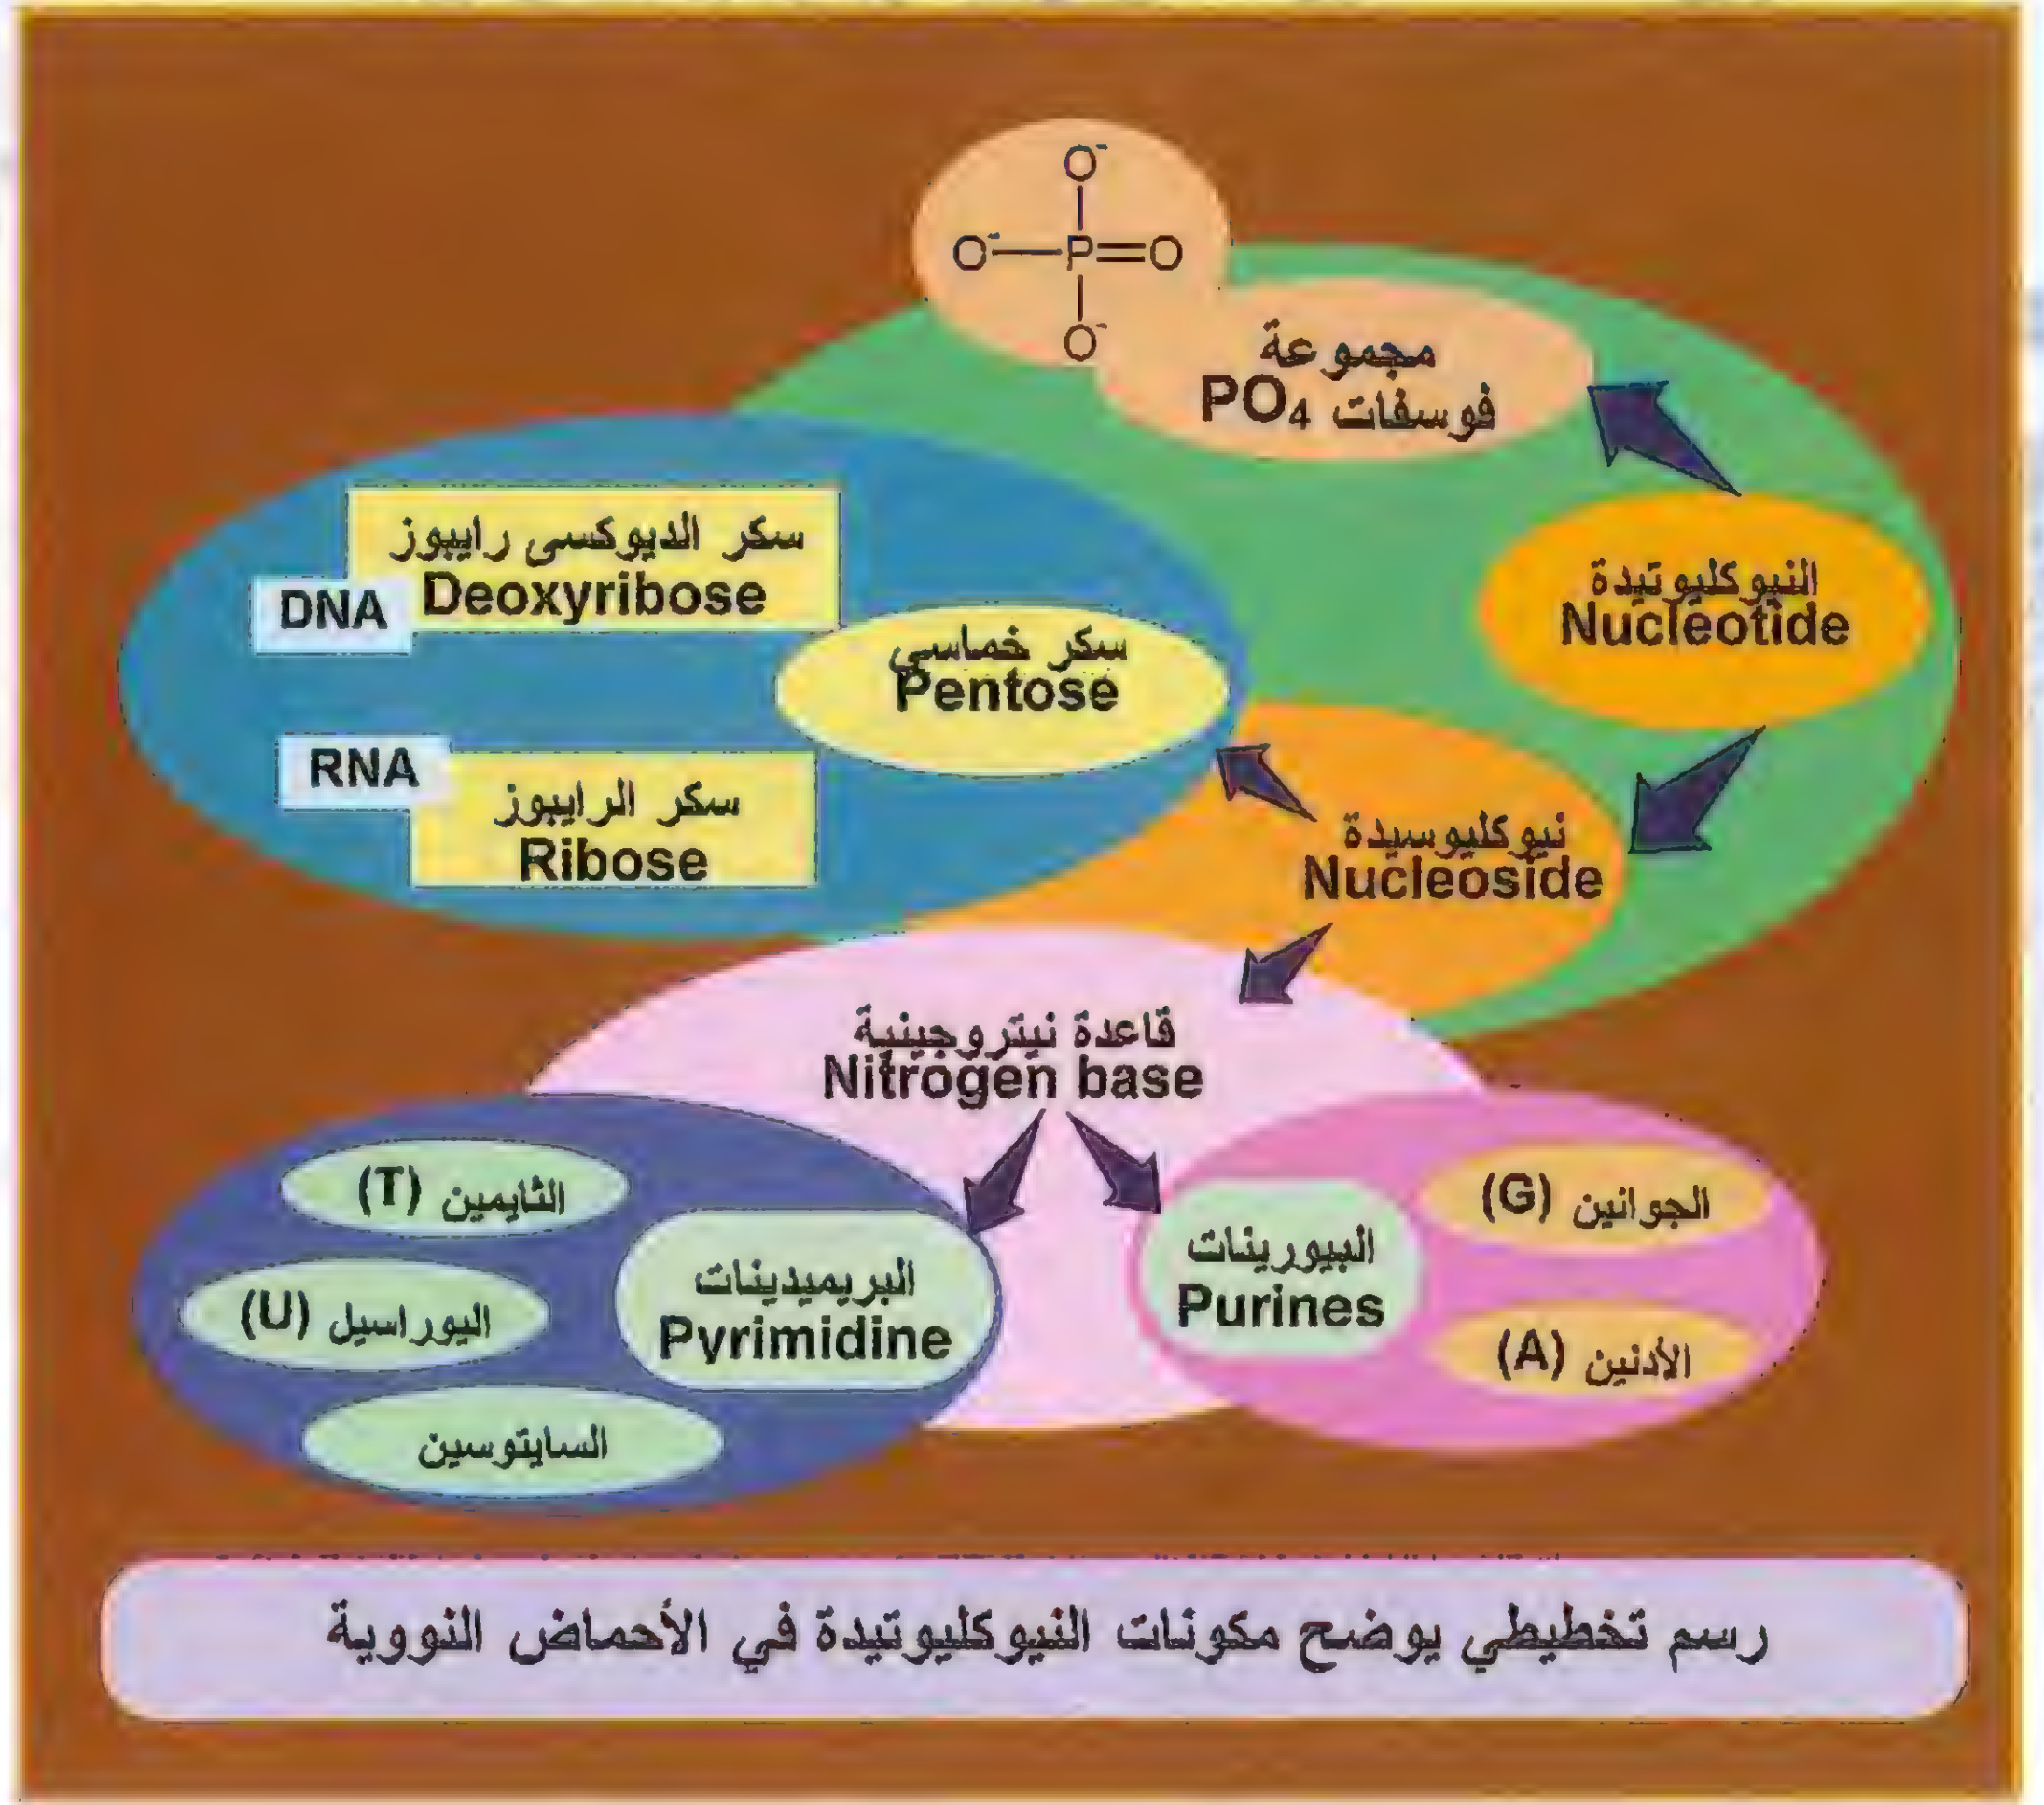 O⁻
O⁻—P=O
O⁻
مجموعة
فوسفات PO₄
سكر الديوكسى رايبوز
Deoxyribose
DNA
النيوكليوتيدة
Nucleotide
سكر خماسي
Pentose
RNA
سكر الرايبوز
Ribose
نيوكليوسيدة
Nucleoside
قاعدة نيتروجينية
Nitrogen base
الجوانين (G)
البيورينات
Purines
الأدنين (A)
الثايمين (T)
البريميدينات
Pyrimidine
اليوراسيل (U)
السايتوسين
رسم تخطيطي يوضح مكونات النيوكليوتيدة في الأحماض النووية